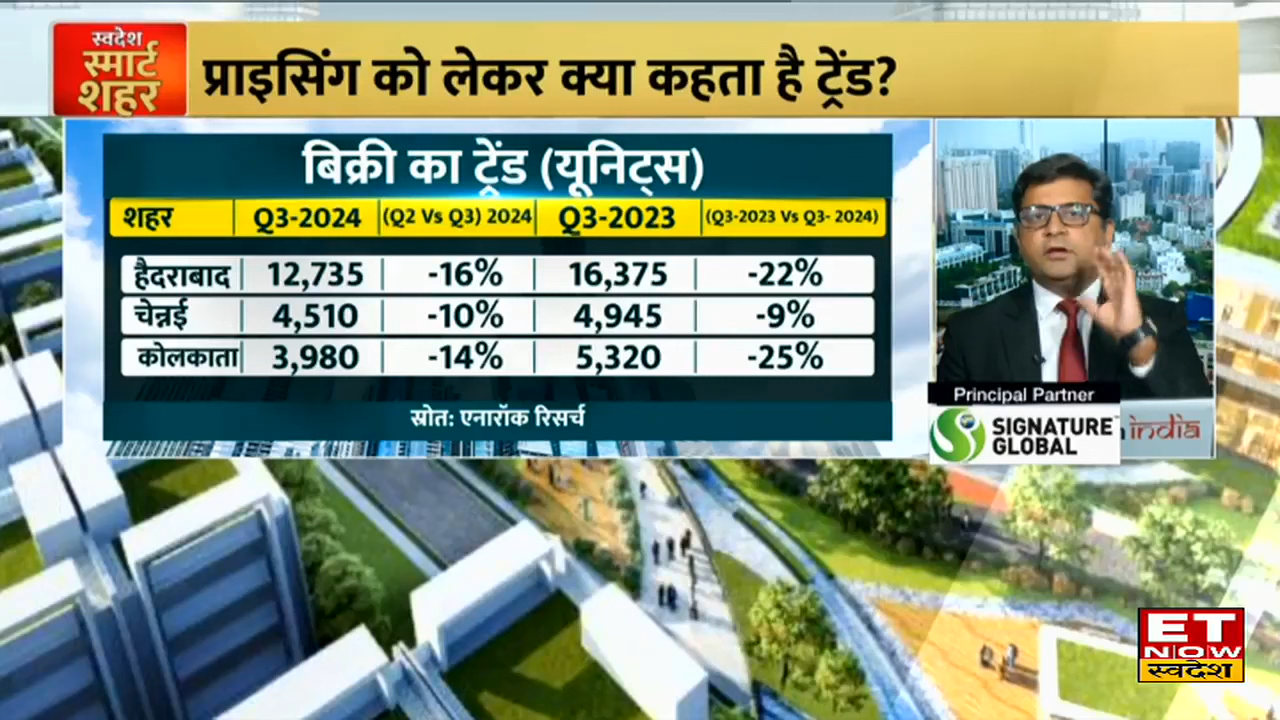 स्वदेश
स्मार्ट
शहर
प्राइसिंग को लेकर क्या कहता है ट्रेंड?
बिक्री का ट्रेंड (यूनिट्स)
शहर Q3-2024 (Q2 Vs Q3) 2024 Q3-2023 (Q3-2023 Vs Q3- 2024)
हैदराबाद 12,735 -16% 16,375 -22%
चेन्नई 4,510 -10% 4,945 -9%
कोलकाता 3,980 -14% 5,320 -25%
स्रोत: एनारॉक रिसर्च
Principal Partner
SIGNATURE
GLOBAL
india
ET
NOW
स्वदेश